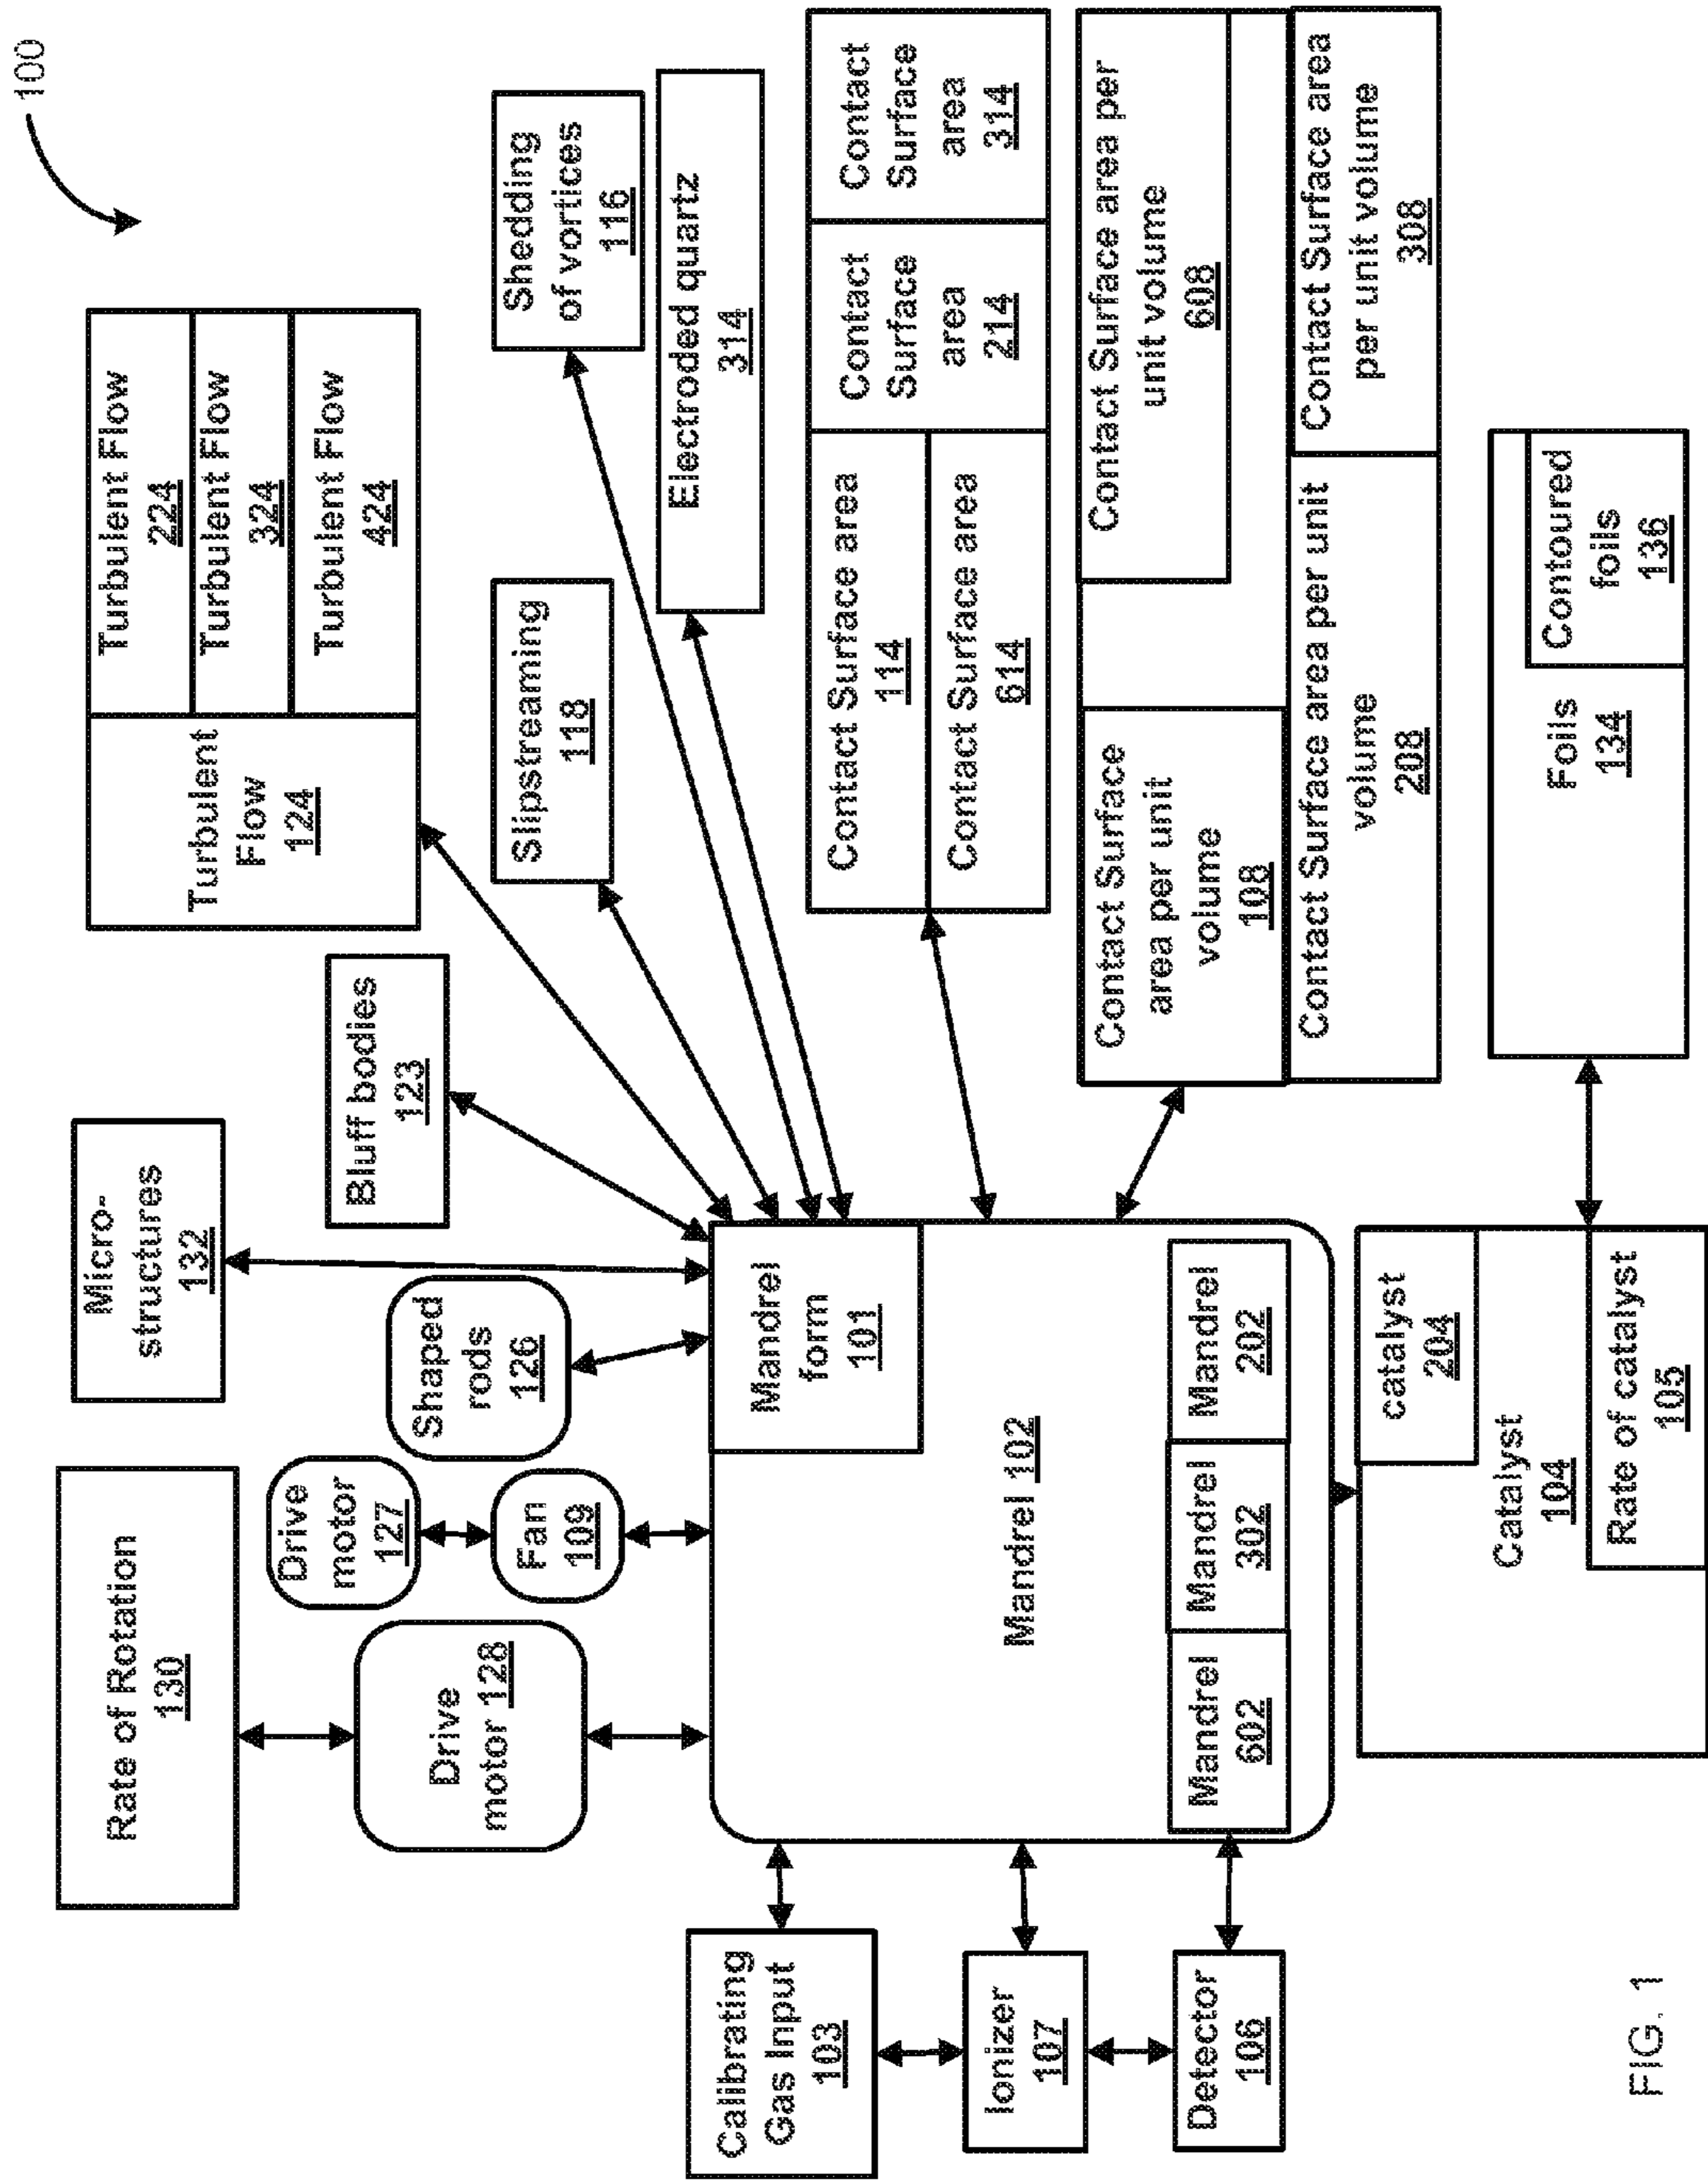 100
Rate of Rotation
130
Drive
motor 128
Drive
motor
127
Fan
109
Shaped
rods
126
Micro-
structures
132
Bluff bodies
123
Turbulent
Flow
124
Turbulent Flow
224
Turbulent Flow
324
Turbulent Flow
424
Slipstreaming
118
Shedding
of vortices
116
Electroded quartz
314
Contact Surface area
114
Contact Surface area
614
Contact
Surface
area
214
Contact
Surface
area
314
Contact Surface
area per unit
volume
108
Contact Surface area per
unit volume
608
Contact Surface area per unit
volume
208
Contact Surface area
per unit volume
308
Foils
134
Contoured
foils
136
Calibrating
Gas Input
103
Ionizer
107
Detector
106
Mandrel
form
101
Mandrel 102
Mandrel
602
Mandrel
302
Mandrel
202
Catalyst
104
catalyst
204
Rate of catalyst
105
FIG. 1